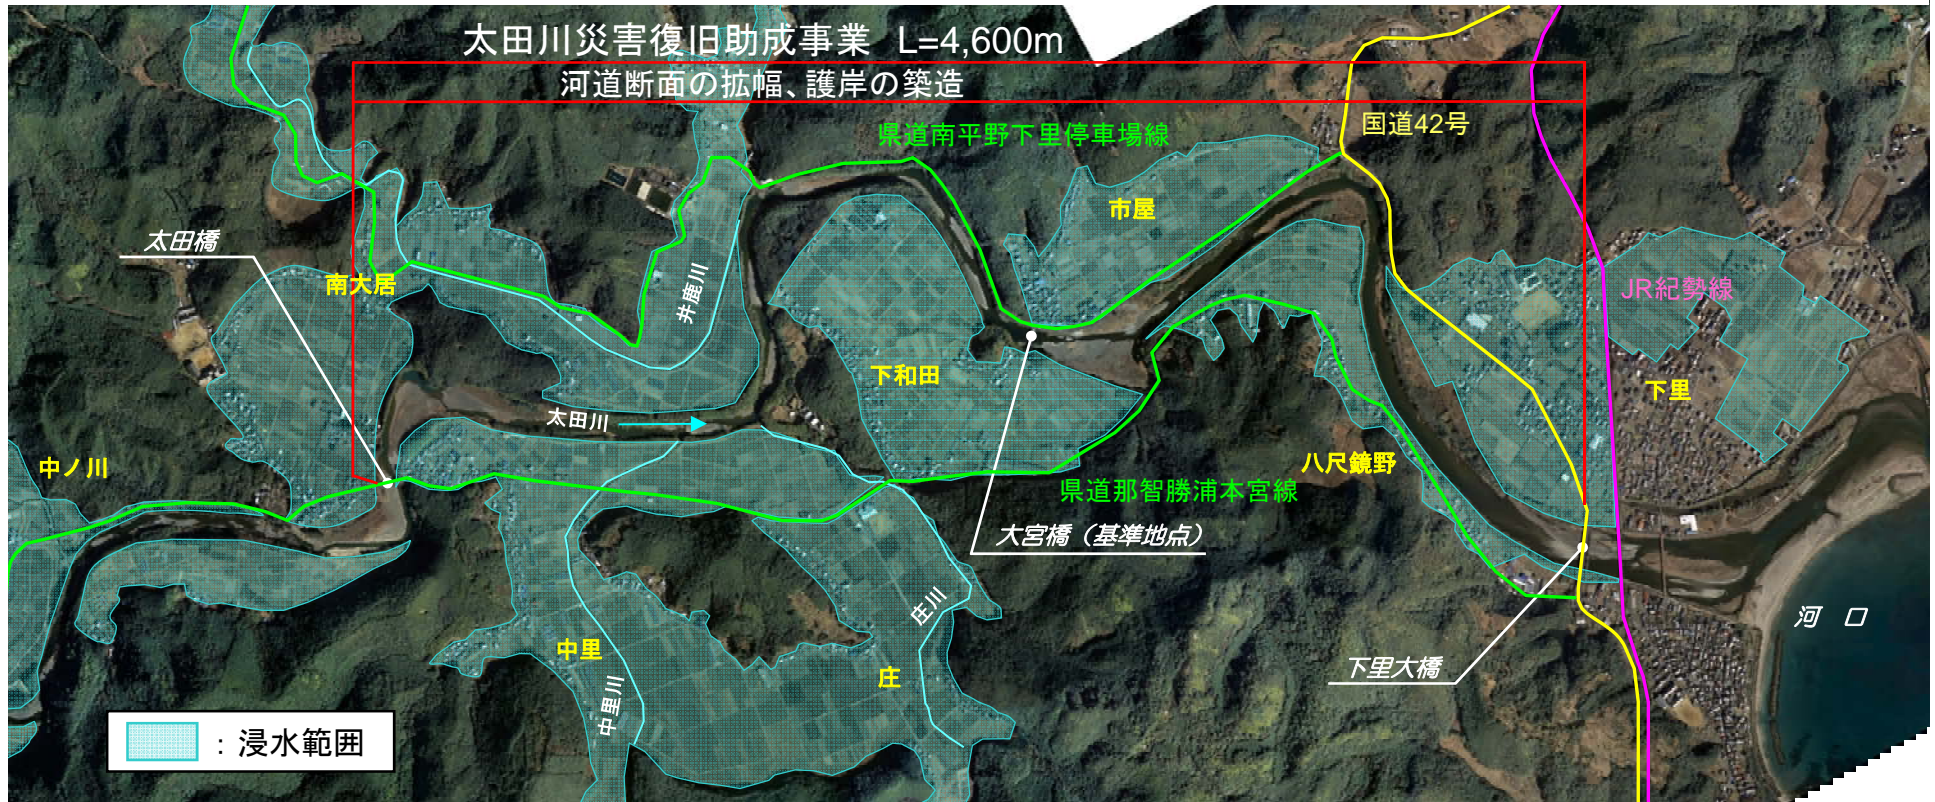 太田川災害復旧助成事業 L=4,600m
河道断面の拡幅、護岸の築造
県道南平野下里停車場線
国道42号
市屋
太田橋
南大居
井鹿川
JR紀勢線
下和田
下里
太田川
中ノ川
八尺鏡野
県道那智勝浦本宮線
大宮橋（基準地点）
庄川
河 口
中里
下里大橋
庄
中里川
：浸水範囲